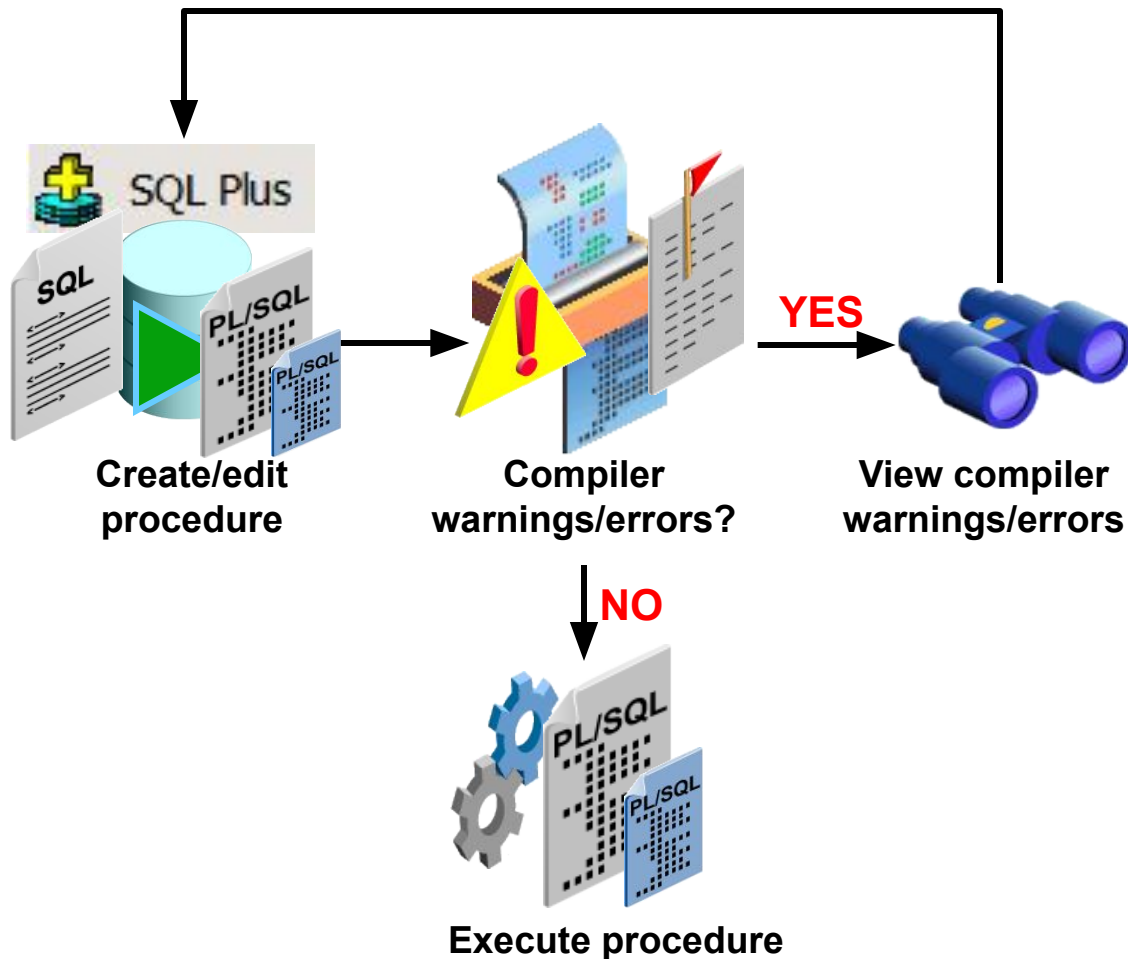 SQL Plus
SQL
PL/SQL
PL/SQL
Create/edit
procedure
Compiler
warnings/errors?
YES
View compiler
warnings/errors
NO
PL/SQL
PL/SQL
Execute procedure